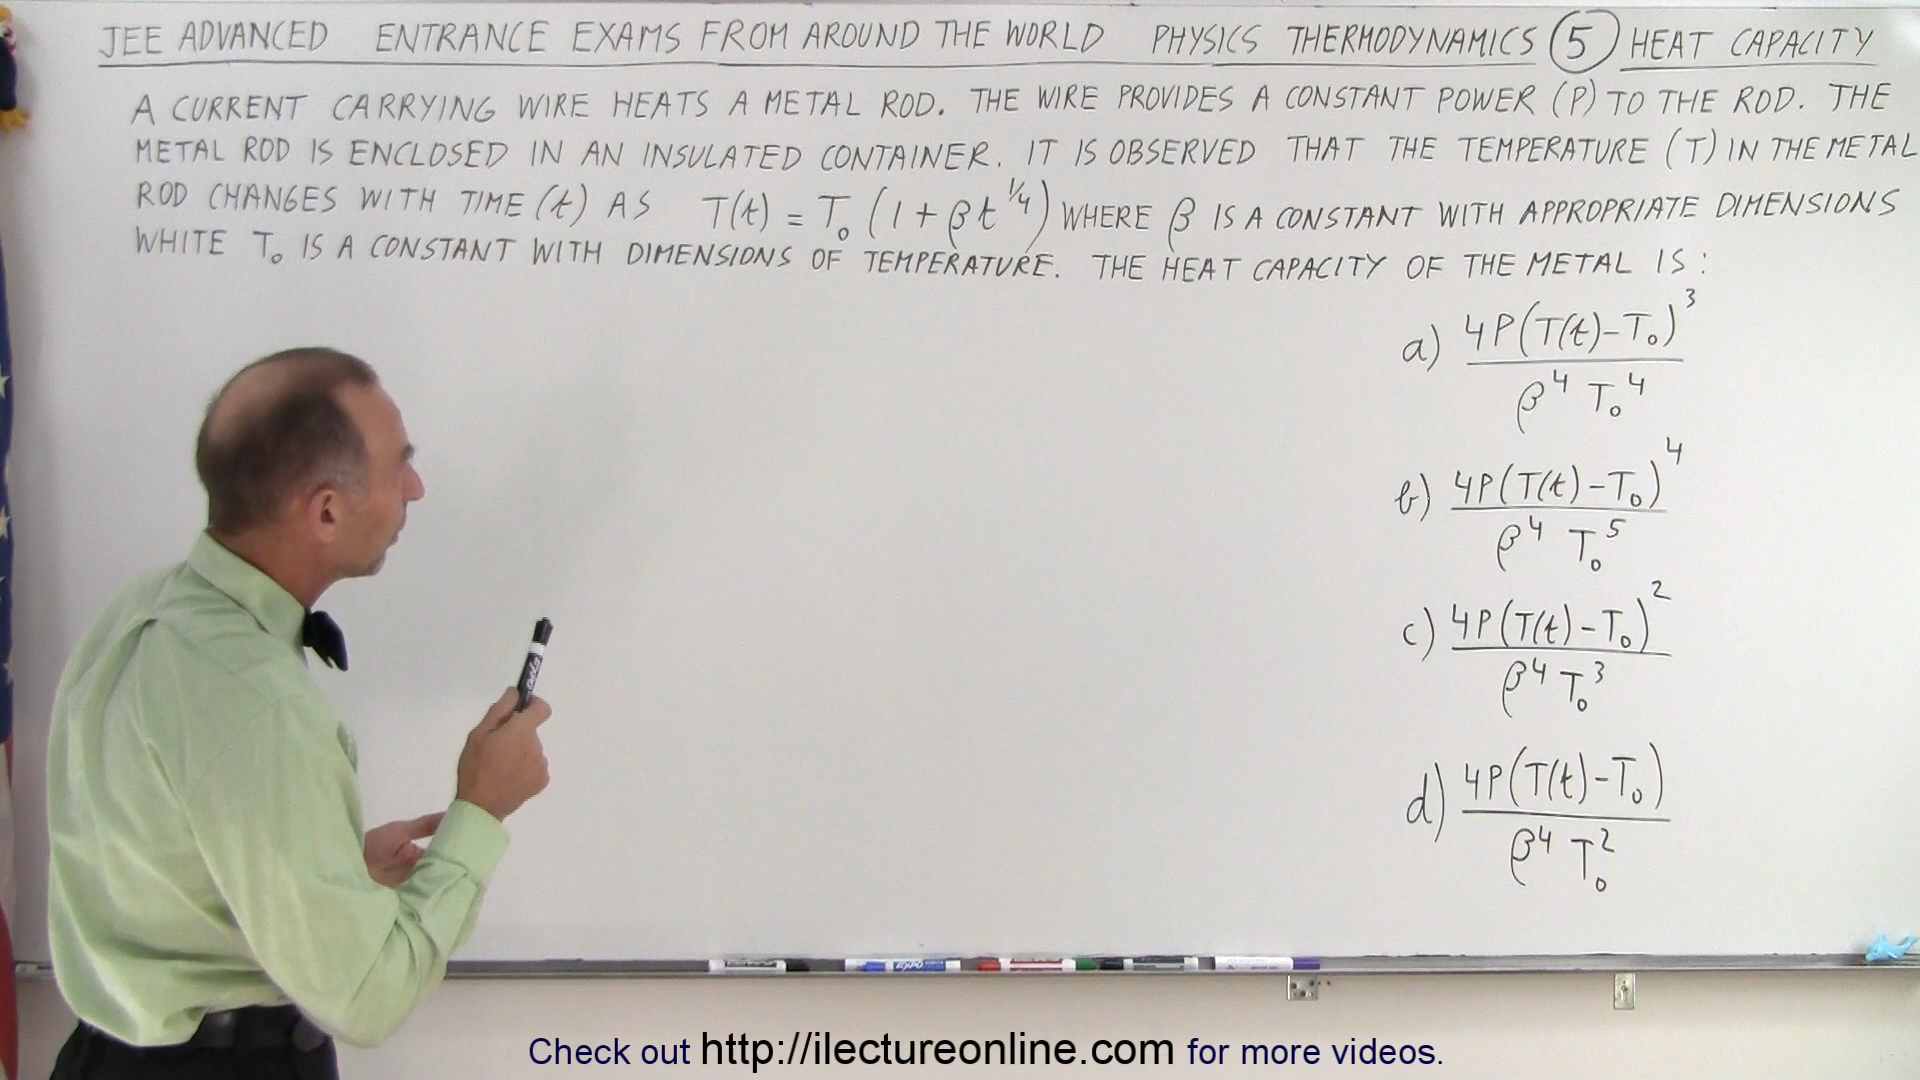 JEE ADVANCED ENTRANCE EXAMS FROM AROUND THE WORLD PHYSICS THERMODYNAMICS 5 HEAT CAPACITY
A CURRENT CARRYING WIRE HEATS A METAL ROD. THE WIRE PROVIDES A CONSTANT POWER (P) TO THE ROD. THE
METAL ROD IS ENCLOSED IN AN INSULATED CONTAINER. IT IS OBSERVED THAT THE TEMPERATURE (T) IN THE METAL
ROD CHANGES WITH TIME (t) AS T(t) = T₀ (1 + βt^1/4) WHERE β IS A CONSTANT WITH APPROPRIATE DIMENSIONS
WHITE T₀ IS A CONSTANT WITH DIMENSIONS OF TEMPERATURE. THE HEAT CAPACITY OF THE METAL IS:
a) 4P(T(t)-T₀)³
β⁴ T₀⁴
b) 4P(T(t)-T₀)⁴
β⁴ T₀⁵
c) 4P(T(t)-T₀)²
β⁴ T₀³
d) 4P(T(t)-T₀)
β⁴ T₀²
EXPO
Check out http://ilectureonline.com for more videos.